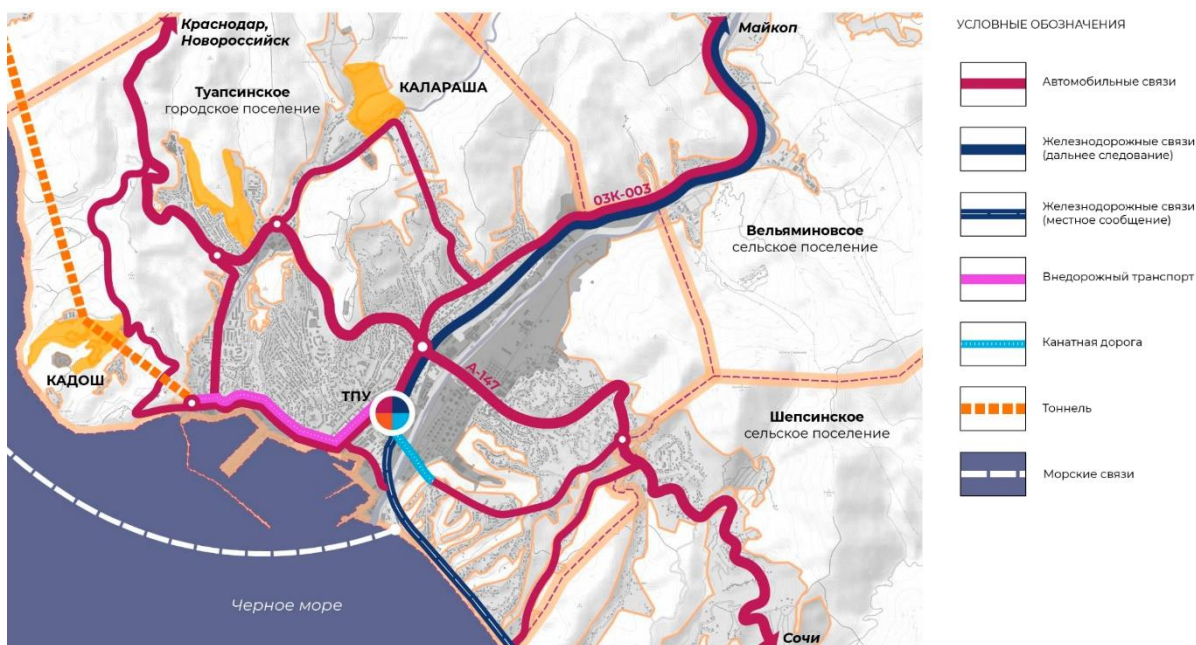 Краснодар,
Новороссийск
Майкоп
Туапсинское
городское поселение
КАЛАРАША
03К-003
Вельяминовсое
сельское поселение
КАДОШ
ТПУ
А-147
Шепсинское
сельское поселение
Черное море
Сочи
УСЛОВНЫЕ ОБОЗНАЧЕНИЯ
Автомобильные связи
Железнодорожные связи
(дальнее следование)
Железнодорожные связи
(местное сообщение)
Внедорожный транспорт
Канатная дорога
Тоннель
Морские связи